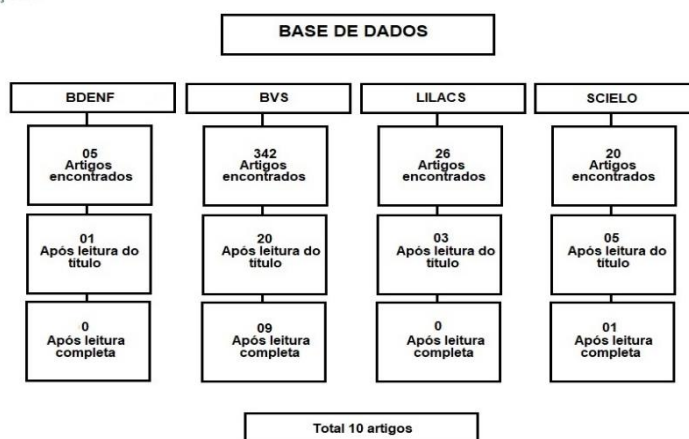 BASE DE DADOS
BDENF
BVS
LILACS
SCIELO
05
Artigos
encontrados
342
Artigos
encontrados
26
Artigos
encontrados
20
Artigos
encontrados
01
Após leitura do
título
20
Após leitura do
título
03
Após leitura do
título
05
Após leitura do
título
0
Após leitura
completa
09
Após leitura
completa
0
Após leitura
completa
01
Após leitura
completa
Total 10 artigos